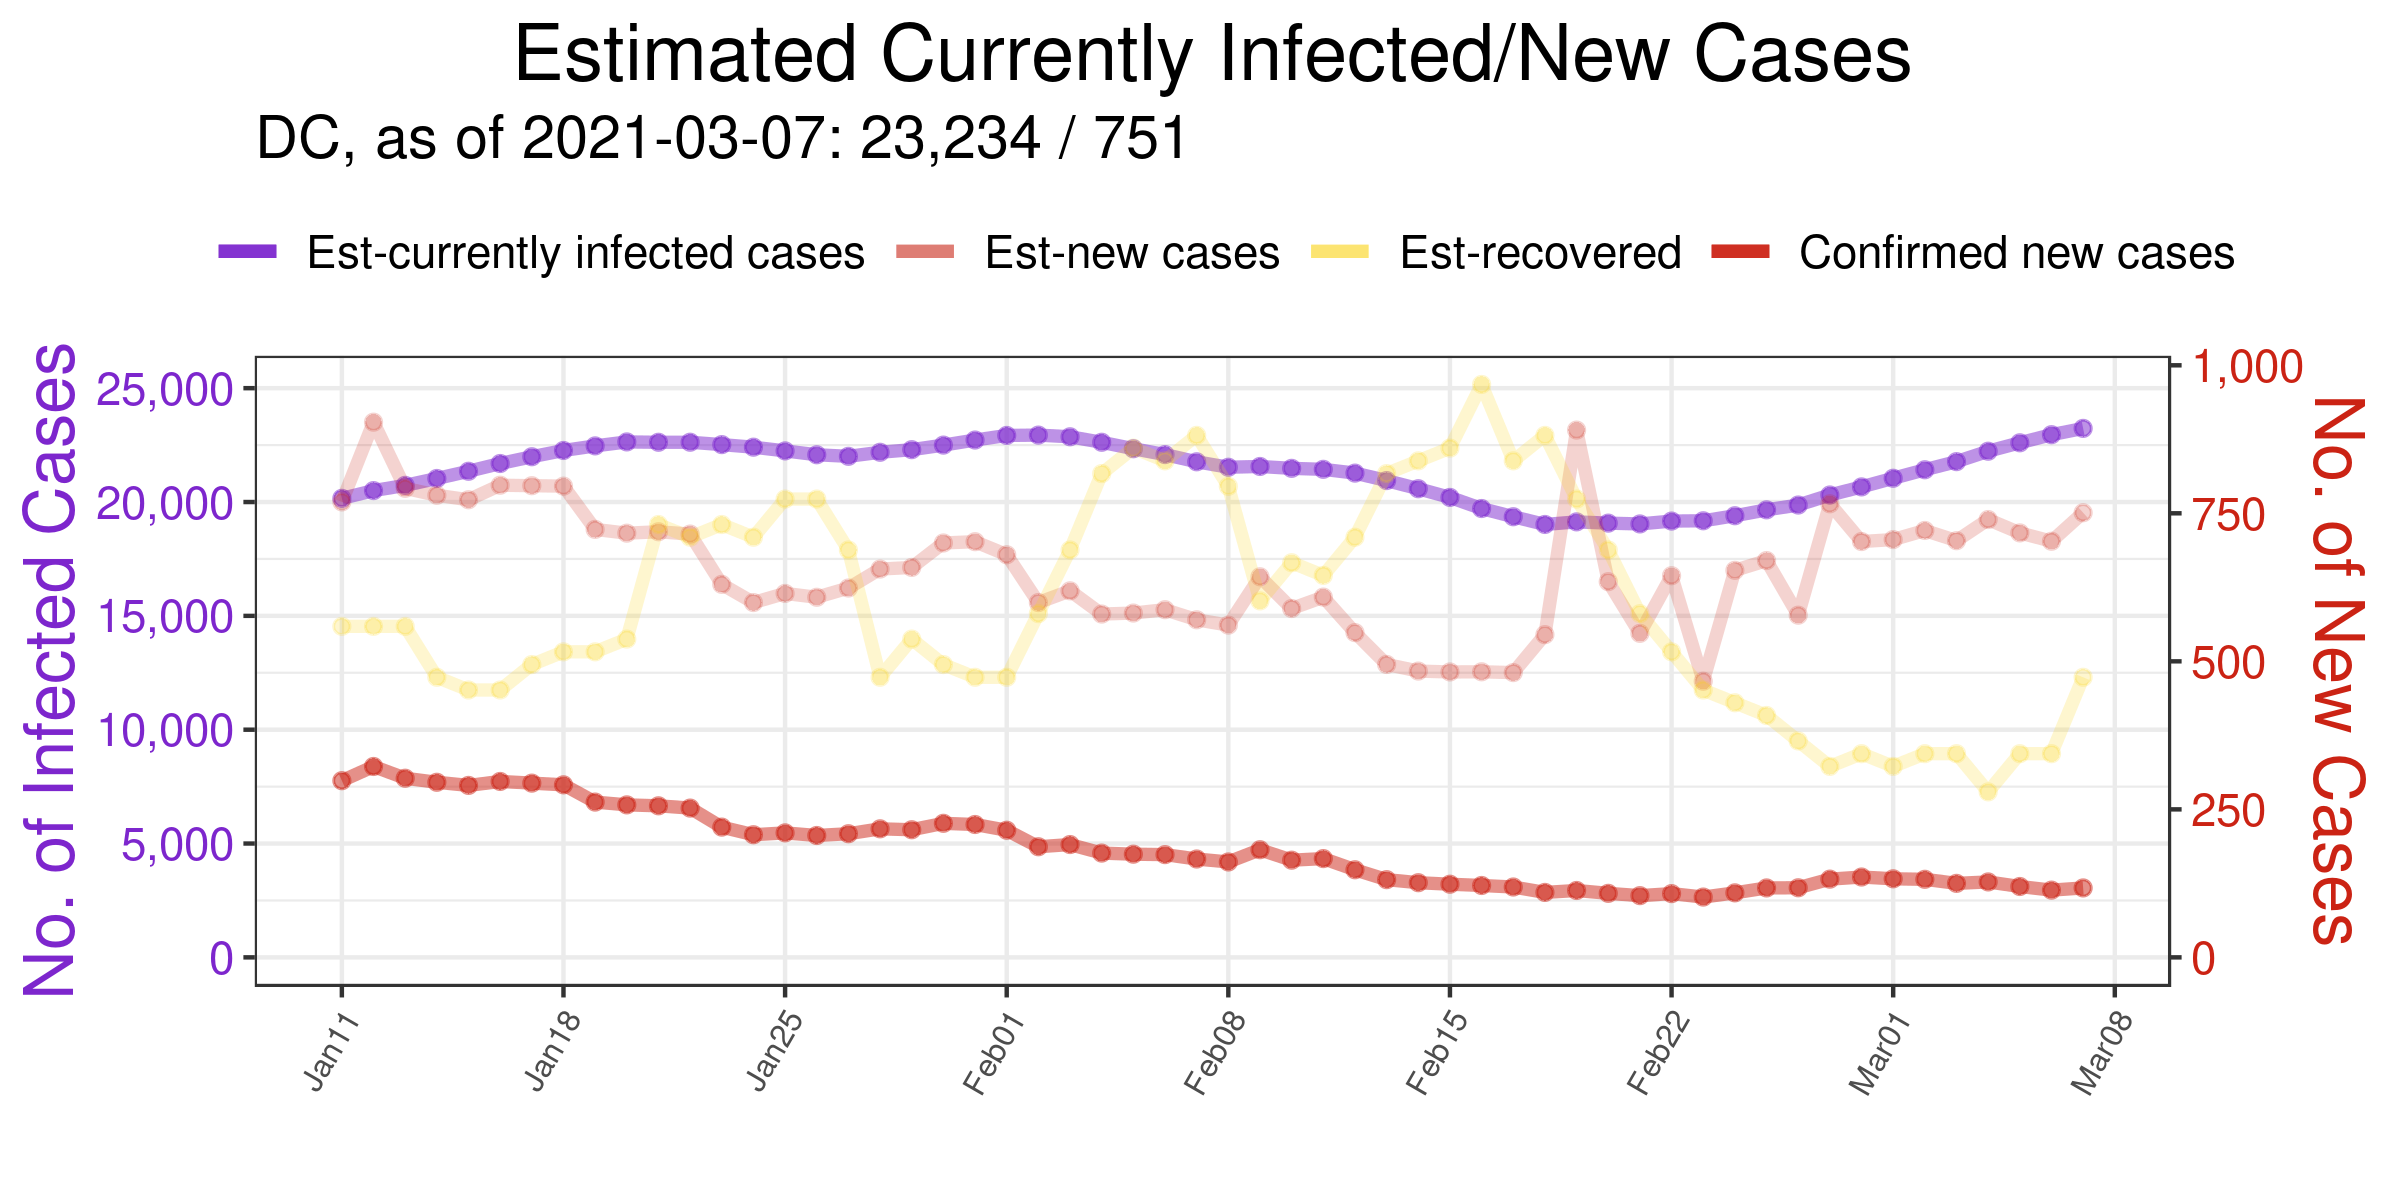 Estimated Currently Infected/New Cases
DC, as of 2021-03-07: 23,234 / 751
Est-currently infected cases Est-new cases Est-recovered Confirmed new cases
No. of Infected Cases
25,000
20,000
15,000
10,000
5,000
0
1,000
750
500
250
0
No. of New Cases
Jan11 Jan18 Jan25 Feb01 Feb08 Feb15 Feb22 Mar01 Mar08